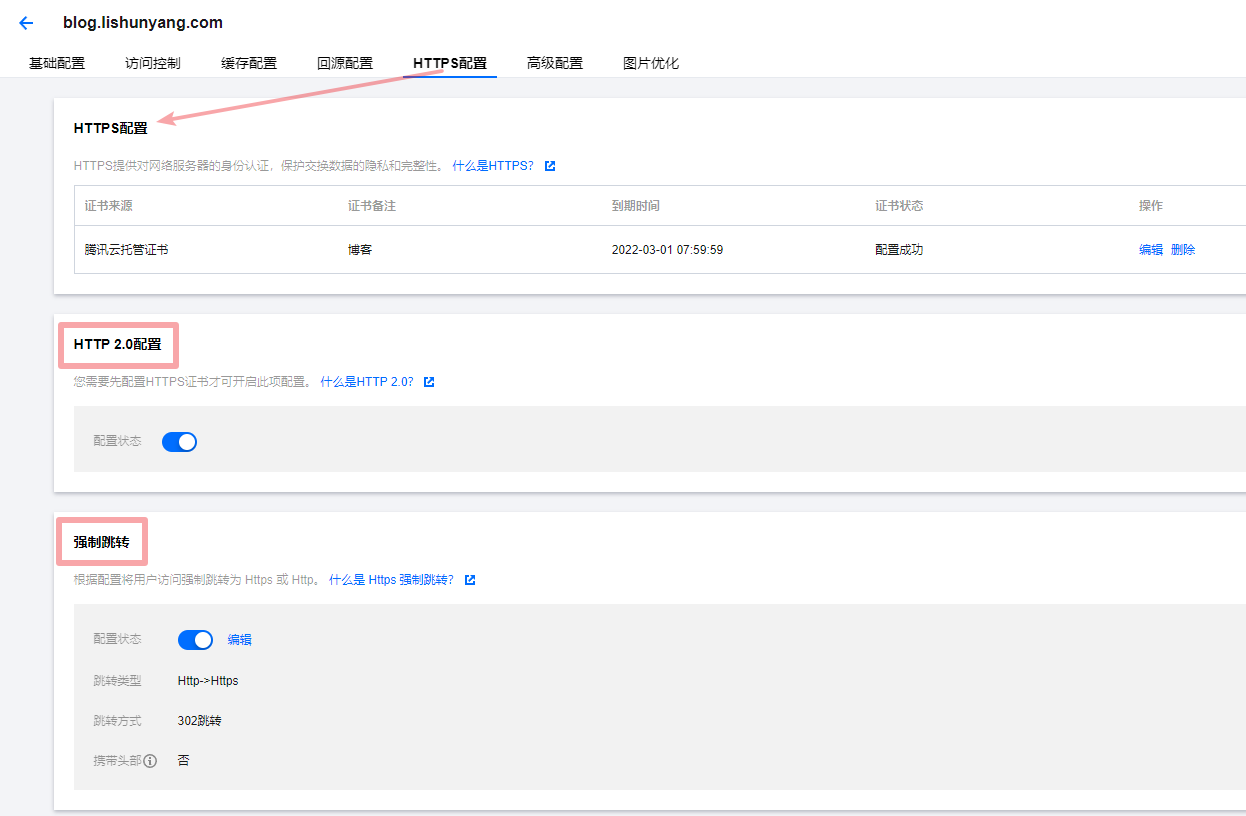 blog.lishunyang.com
基础配置 访问控制 缓存配置 回源配置 HTTPS配置 高级配置 图片优化
HTTPS配置
HTTPS提供对网络服务器的身份认证，保护交换数据的隐私和完整性。 什么是HTTPS?
证书来源 证书备注 到期时间 证书状态 操作
腾讯云托管证书 博客 2022-03-01 07:59:59 配置成功 编辑 删除
HTTP 2.0配置
您需要先配置HTTPS证书才可开启此项配置。 什么是HTTP 2.0?
配置状态
强制跳转
根据配置将用户访问强制跳转为 Https 或 Http。 什么是 Https 强制跳转?
配置状态 编辑
跳转类型 Http->Https
跳转方式 302跳转
携带头部 否